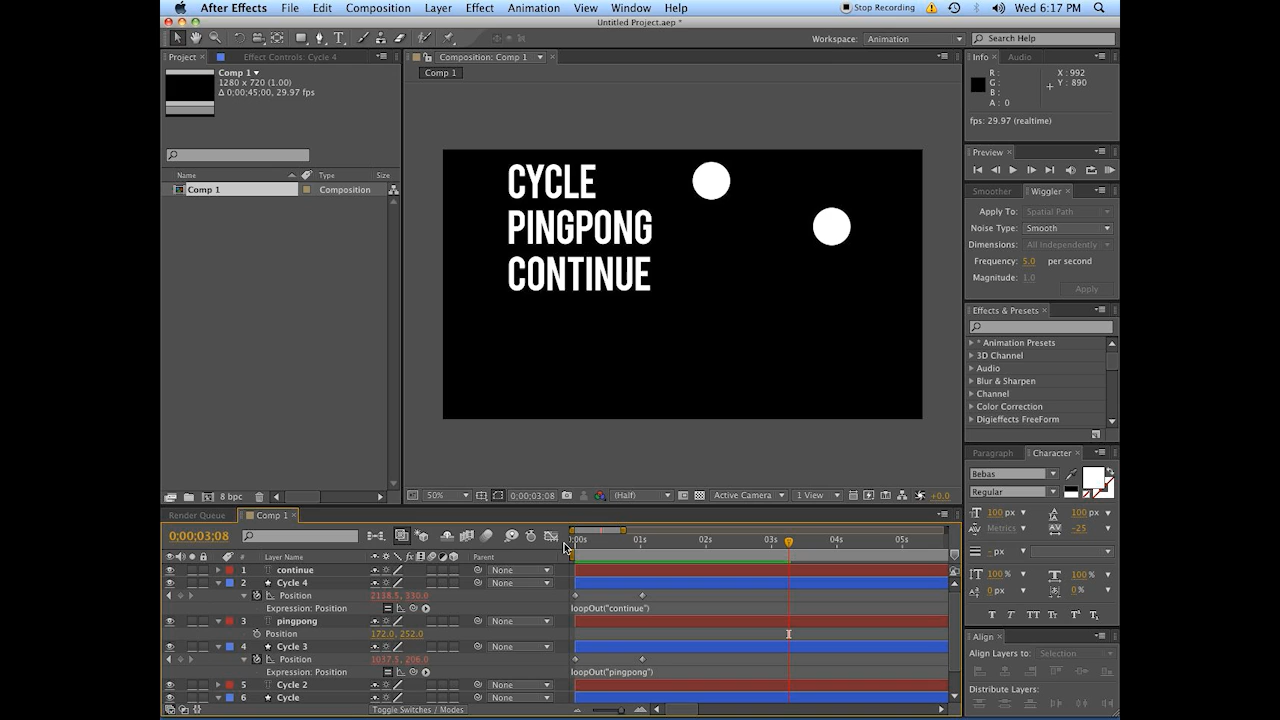 After Effects File Edit Composition Layer Effect Animation View Window Help Stop Recording Wed 6:17 PM
Untitled Project.aep *
Workspace: Animation Search Help
Project Effect Controls: Cycle 4 Composition: Comp 1 Info Audio
Comp 1
1280 x 720 (1.00)
Δ 0;00;45;00, 29.97 fps
Comp 1
R : X : 992
G : Y : 890
B :
A : 0
fps: 29.97 (realtime)
Preview
Name Type Size
Comp 1 Composition
CYCLE
PINGPONG
CONTINUE
Smoother Wiggler
Apply To: Spatial Path
Noise Type: Smooth
Dimensions: All Independently
Frequency: 5.0 per second
Magnitude: 1.0
Apply
Effects & Presets
* Animation Presets
3D Channel
Audio
Blur & Sharpen
Channel
Color Correction
Digieffects FreeForm
Paragraph Character
Bebas
Regular
100 px 100 px
Metrics -25
- px
100 % 100 %
0 px 0 %
T T TT Tt T¹ T₁
Align
Align Layers to: Selection
Distribute Layers:
8 bpc 50% 0;00;03;08 (Half) Active Camera 1 View +0.0
Render Queue Comp 1
0;00;03;08
:00s 01s 02s 03s 04s 05s
# Layer Name Parent
1 continue None
2 Cycle 4 None
Position 2138.5, 330.0
Expression: Position loopOut("continue")
3 pingpong None
Position 172.0, 252.0
4 Cycle 3 None
Position 1037.5, 206.0
Expression: Position loopOut("pingpong")
5 Cycle 2 None
6 Cycle None
Toggle Switches / Modes